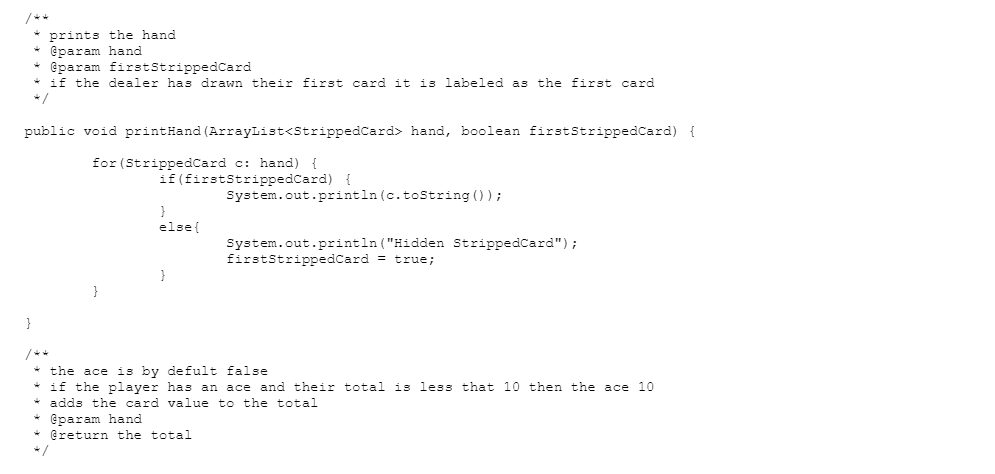 /**
 * prints the hand
 * @param hand
 * @param firstStrippedCard
 * if the dealer has drawn their first card it is labeled as the first card
 */
public void printHand(ArrayList<StrippedCard> hand, boolean firstStrippedCard) {
        for(StrippedCard c: hand) {
                if(firstStrippedCard) {
                        System.out.println(c.toString());
                }
                else{
                        System.out.println("Hidden StrippedCard");
                        firstStrippedCard = true;
                }
        }
}
/**
 * the ace is by defult false
 * if the player has an ace and their total is less that 10 then the ace 10
 * adds the card value to the total
 * @param hand
 * @return the total
 */